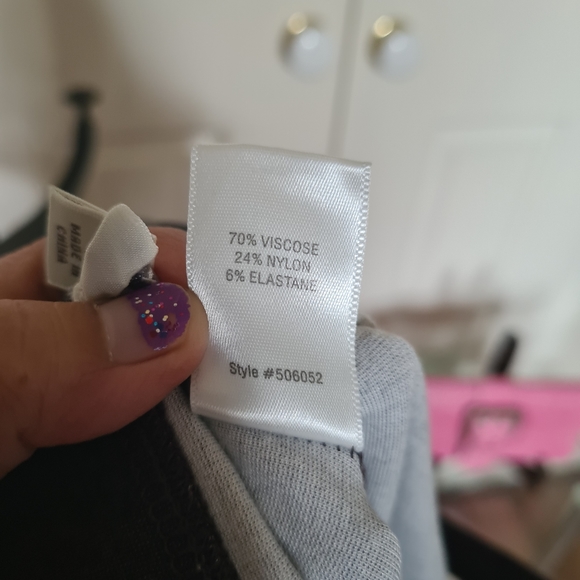 MADE IN
CHINA
70% VISCOSE
24% NYLON
6% ELASTANE
Style #506052